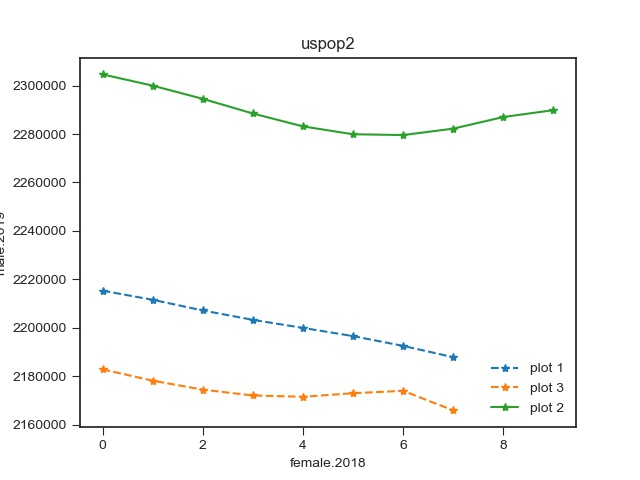 uspop2
2300000
2280000
2260000
2240000
2220000
2200000
2180000
2160000
male.2019
0 2 4 6 8
female.2018
plot 1
plot 3
plot 2